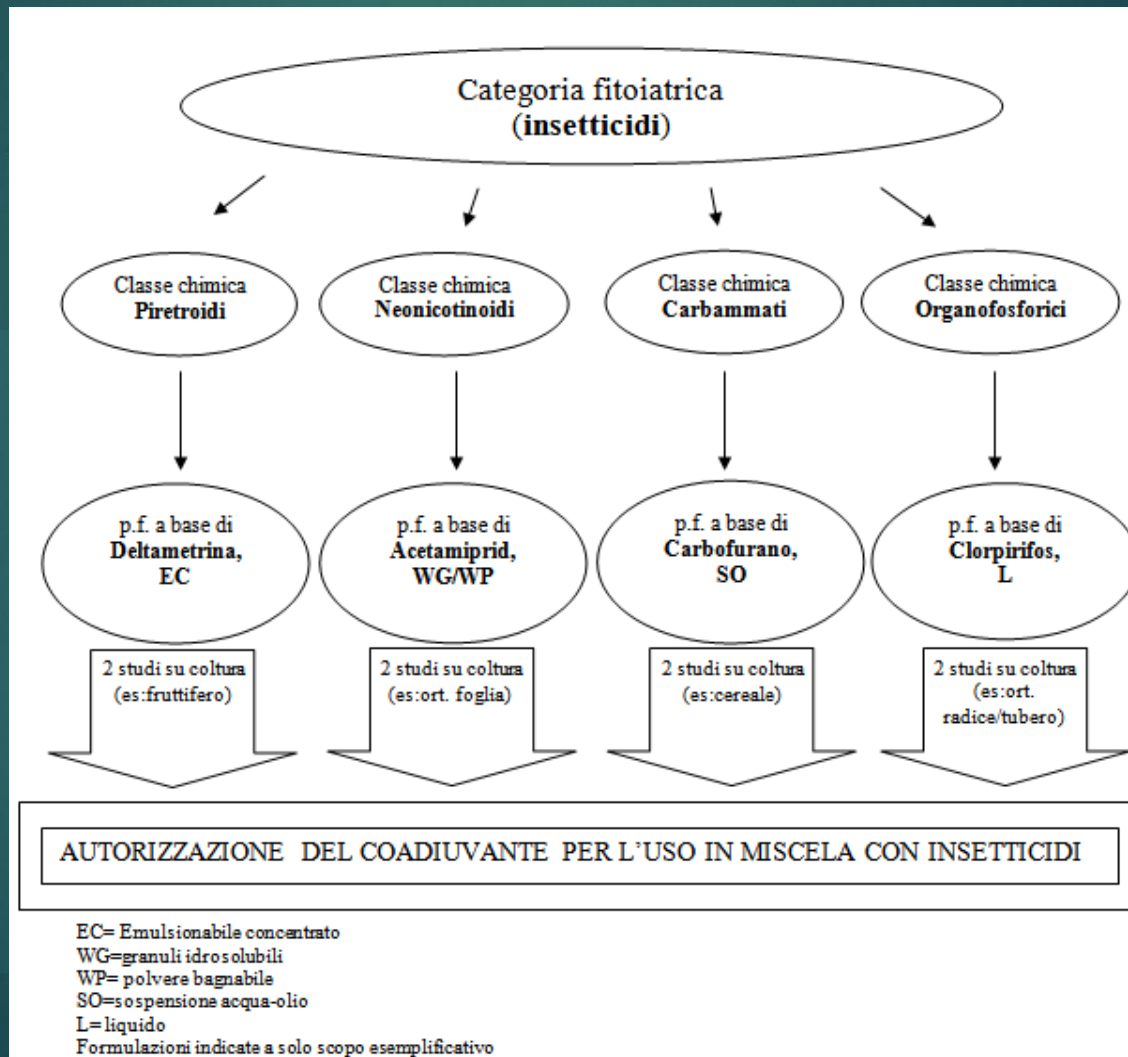 Categoria fitoiatrica
(insetticidi)
Classe chimica
Piretroidi
Classe chimica
Neonicotinoidi
Classe chimica
Carbammati
Classe chimica
Organofosforici
p.f. a base di
Deltametrina,
EC
p.f. a base di
Acetamiprid,
WG/WP
p.f. a base di
Carbofurano,
SO
p.f. a base di
Clorpirifos,
L
2 studi su coltura
(es:fruttifero)
2 studi su coltura
(es:ort. foglia)
2 studi su coltura
(es:cereale)
2 studi su coltura
(es:ort.
radice/tubero)
AUTORIZZAZIONE DEL COADIUVANTE PER L'USO IN MISCELA CON INSETTICIDI
EC= Emulsionabile concentrato
WG=granuli idrosolubili
WP= polvere bagnabile
SO=sospensione acqua-olio
L= liquido
Formulazioni indicate a solo scopo esemplificativo